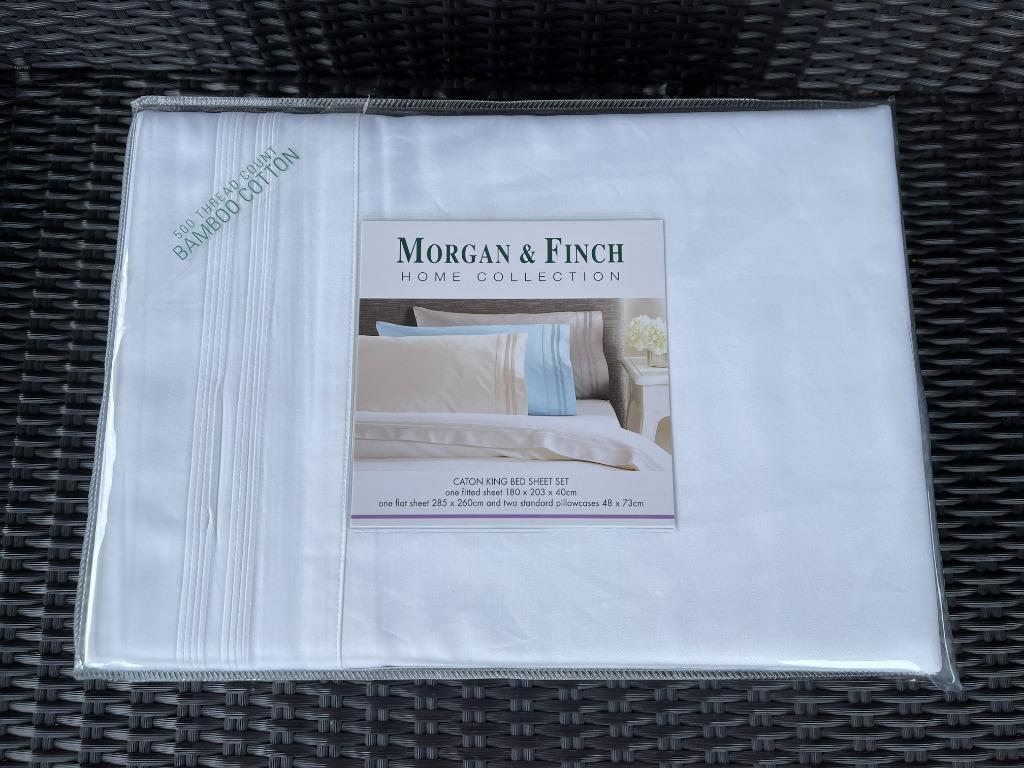 500 THREAD COUNT
BAMBOO COTTON
MORGAN & FINCH
HOME COLLECTION
CATON KING BED SHEET SET
one fitted sheet 180 x 203 x 40cm
one flat sheet 285 x 260cm and two standard pillowcases 48 x 73cm